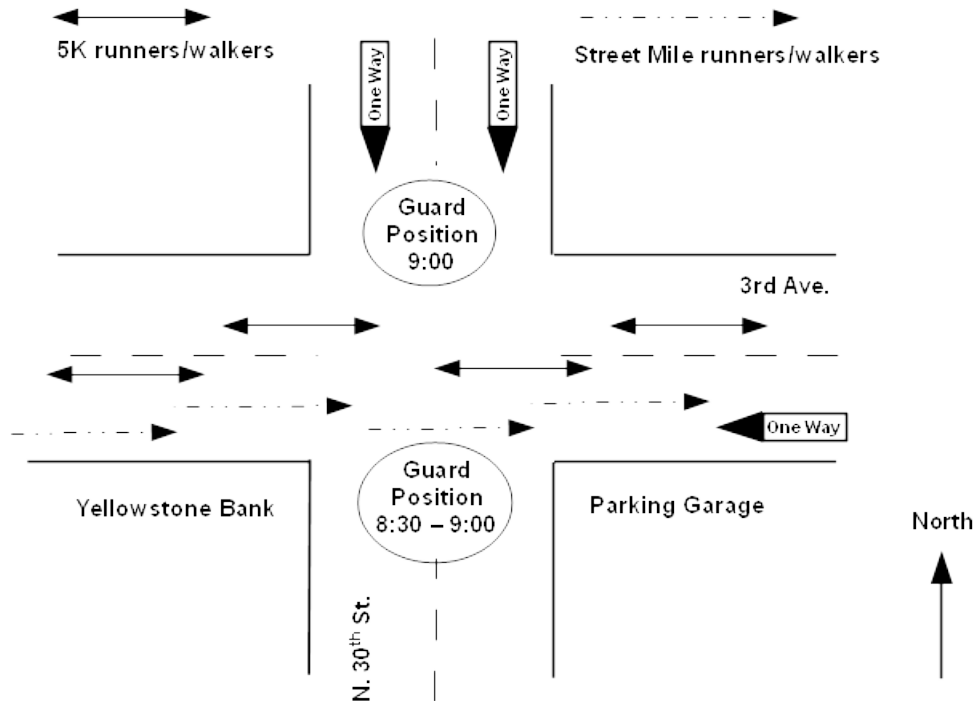 5K runners/walkers
Street Mile runners/walkers
One Way
One Way
Guard
Position
9:00
3rd Ave.
One Way
Guard
Position
8:30 – 9:00
Yellowstone Bank
Parking Garage
North
N. 30th St.